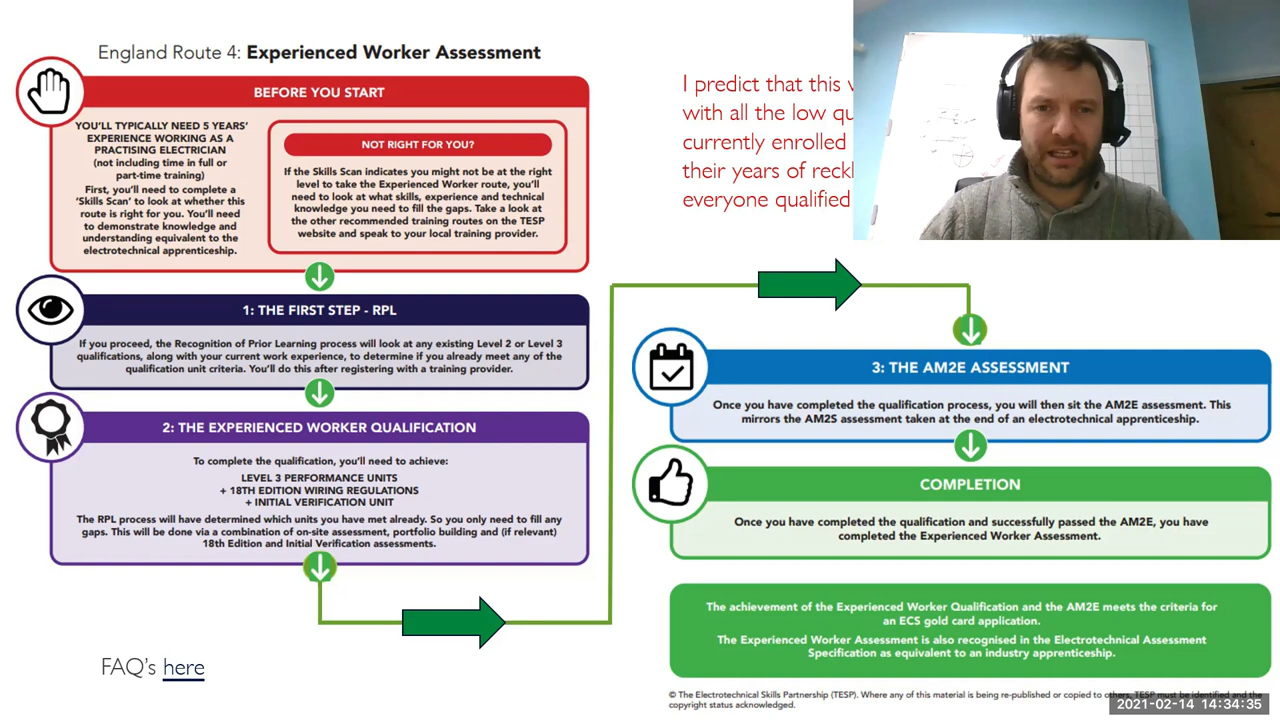 England Route 4: Experienced Worker Assessment
BEFORE YOU START
YOU'LL TYPICALLY NEED 5 YEARS'
EXPERIENCE WORKING AS A
PRACTISING ELECTRICIAN
(not including time in full or
part-time training)
First, you'll need to complete a
'Skills Scan' to look at whether this
route is right for you. You'll need
to demonstrate knowledge and
understanding equivalent to the
electrotechnical apprenticeship.
NOT RIGHT FOR YOU?
If the Skills Scan indicates you might not be at the right
level to take the Experienced Worker route, you'll
need to look at what skills, experience and technical
knowledge you need to fill the gaps. Take a look at
the other recommended training routes on the TESP
website and speak to your local training provider.
1: THE FIRST STEP - RPL
If you proceed, the Recognition of Prior Learning process will look at any existing Level 2 or Level 3
qualifications, along with your current work experience, to determine if you already meet any of the
qualification unit criteria. You'll do this after registering with a training provider.
2: THE EXPERIENCED WORKER QUALIFICATION
To complete the qualification, you'll need to achieve:
LEVEL 3 PERFORMANCE UNITS
+ 18TH EDITION WIRING REGULATIONS
+ INITIAL VERIFICATION UNIT
The RPL process will have determined which units you have met already. So you only need to fill any
gaps. This will be done via a combination of on-site assessment, portfolio building and (if relevant)
18th Edition and Initial Verification assessments.
FAQ's here
I predict that this
with all the low
currently enrolled
their years of
everyone qualified
3: THE AM2E ASSESSMENT
Once you have completed the qualification process, you will then sit the AM2E assessment. This
mirrors the AM2S assessment taken at the end of an electrotechnical apprenticeship.
COMPLETION
Once you have completed the qualification and successfully passed the AM2E, you have
completed the Experienced Worker Assessment.
The achievement of the Experienced Worker Qualification and the AM2E meets the criteria for
an ECS gold card application.
The Experienced Worker Assessment is also recognised in the Electrotechnical Assessment
Specification as equivalent to an industry apprenticeship.
© The Electrotechnical Skills Partnership (TESP). Where any of this material is being re-published or copied to others, TESP must be identified and the
copyright status acknowledged.
2021-02-14 14:34:35